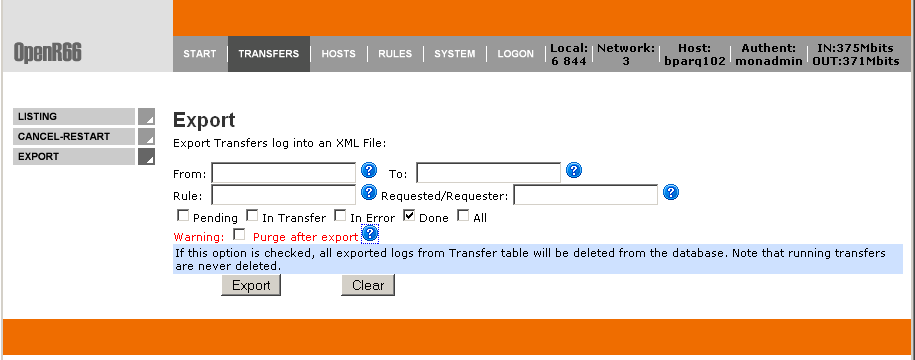 OpenR66
START TRANSFERS HOSTS RULES SYSTEM LOGON Local: Network: Host: Authent: IN:375Mbits
6 844 3 bparq102 monadmin OUT:371Mbits
LISTING
CANCEL-RESTART
EXPORT
Export
Export Transfers log into an XML File:
From: ? To: ?
Rule: ? Requested/Requester: ?
Pending In Transfer In Error Done All
Warning: Purge after export ?
If this option is checked, all exported logs from Transfer table will be deleted from the database. Note that running transfers
are never deleted.
Export Clear